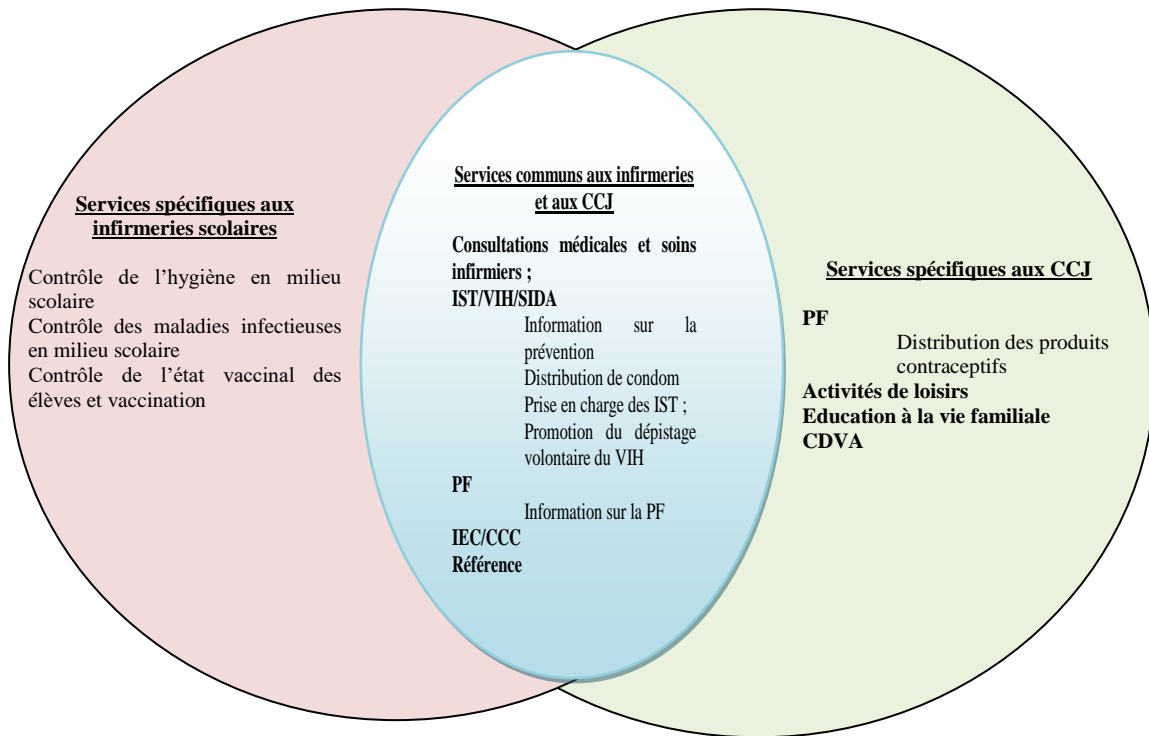 Services spécifiques aux
infirmeries scolaires
Contrôle de l’hygiène en milieu
scolaire
Contrôle des maladies infectieuses
en milieu scolaire
Contrôle de l’état vaccinal des
élèves et vaccination
Services communs aux infirmeries
et aux CCJ
Consultations médicales et soins
infirmiers ;
IST/VIH/SIDA
Information sur la
prévention
Distribution de condom
Prise en charge des IST ;
Promotion du dépistage
volontaire du VIH
PF
Information sur la PF
IEC/CCC
Référence
Services spécifiques aux CCJ
PF
Distribution des produits
contraceptifs
Activités de loisirs
Education à la vie familiale
CDVA